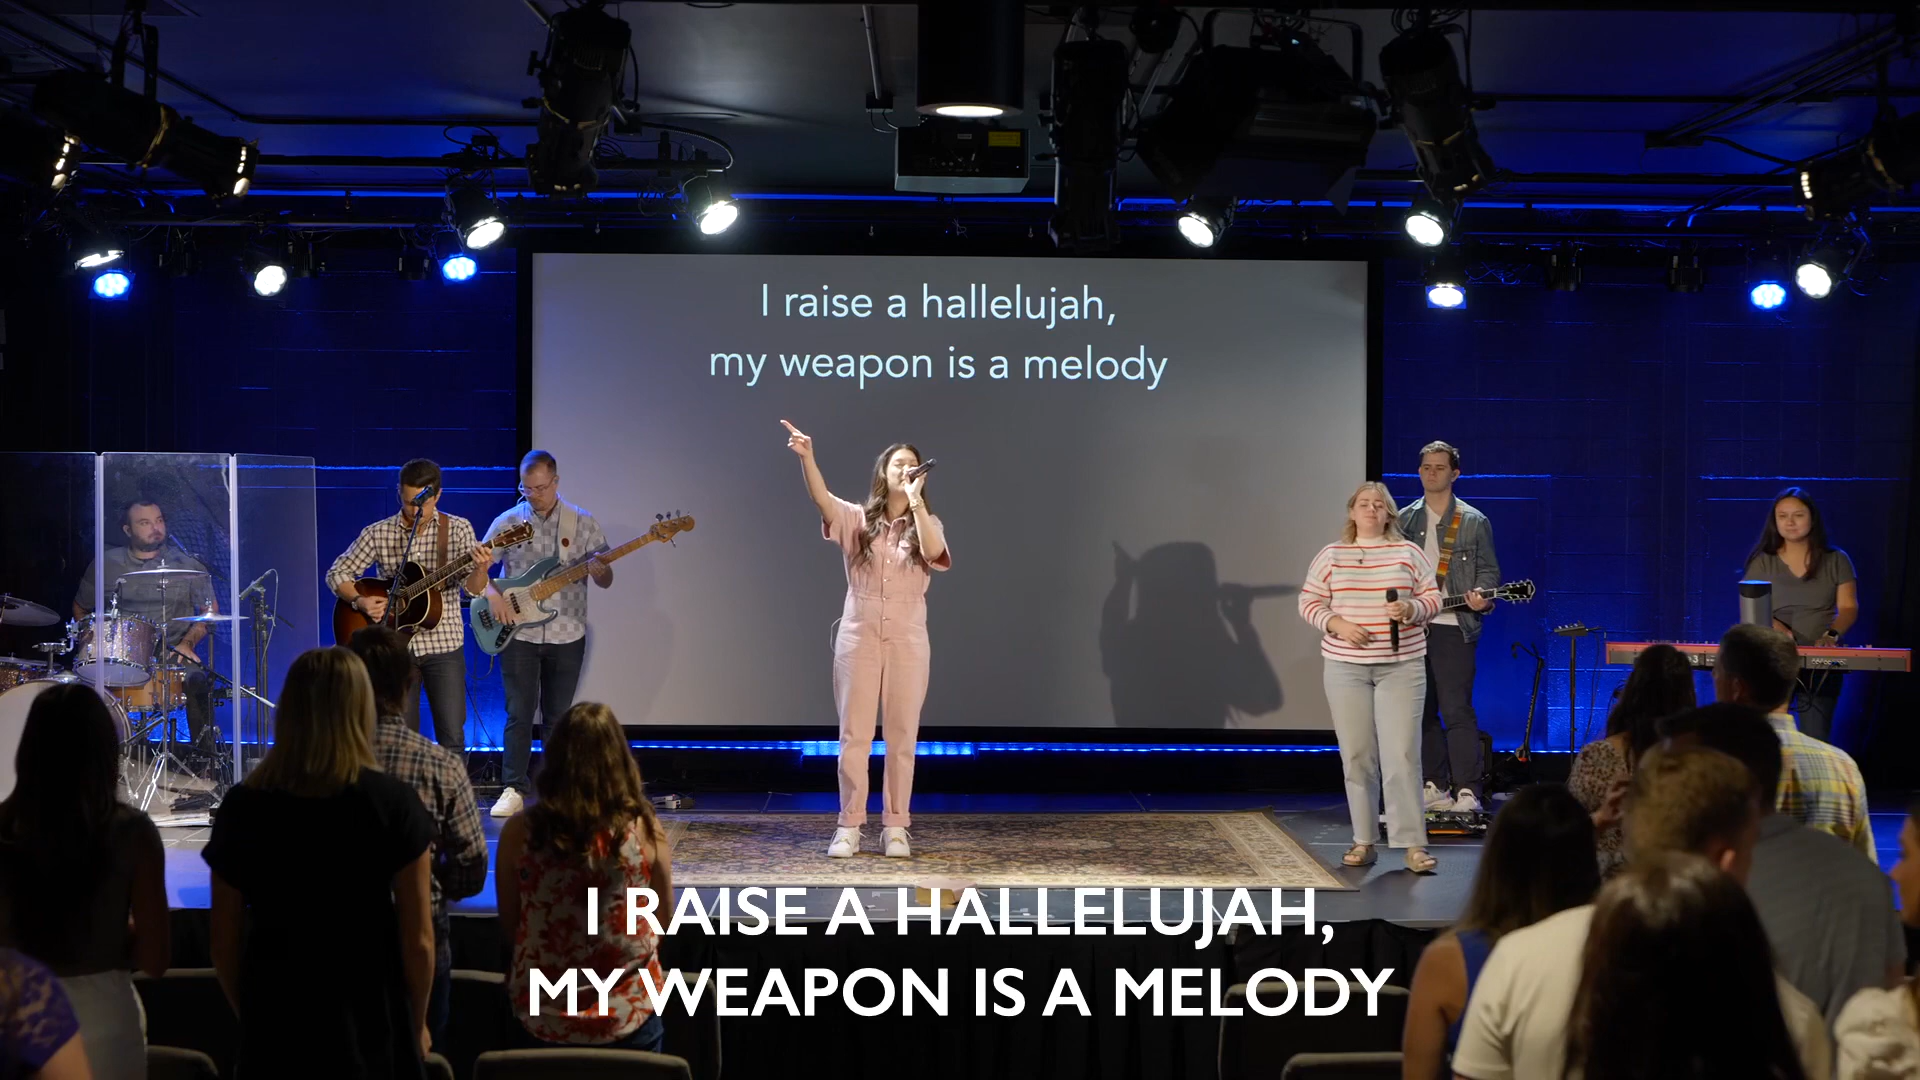 I raise a hallelujah,
my weapon is a melody
I RAISE A HALLELUJAH,
MY WEAPON IS A MELODY